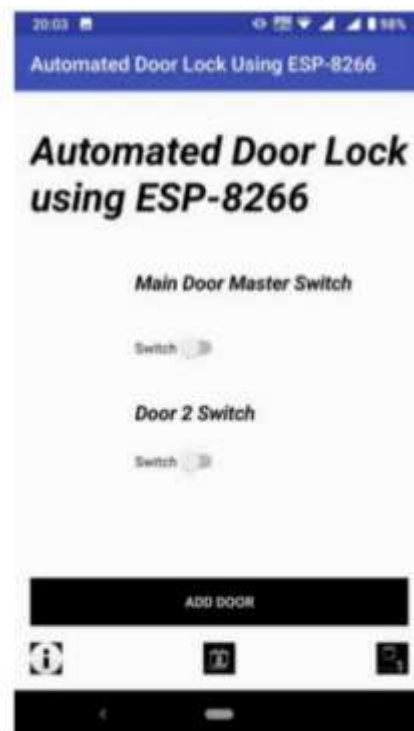 20:03
98%
Automated Door Lock Using ESP-8266
Automated Door Lock
using ESP-8266
Main Door Master Switch
Switch
Door 2 Switch
Switch
ADD DOOR